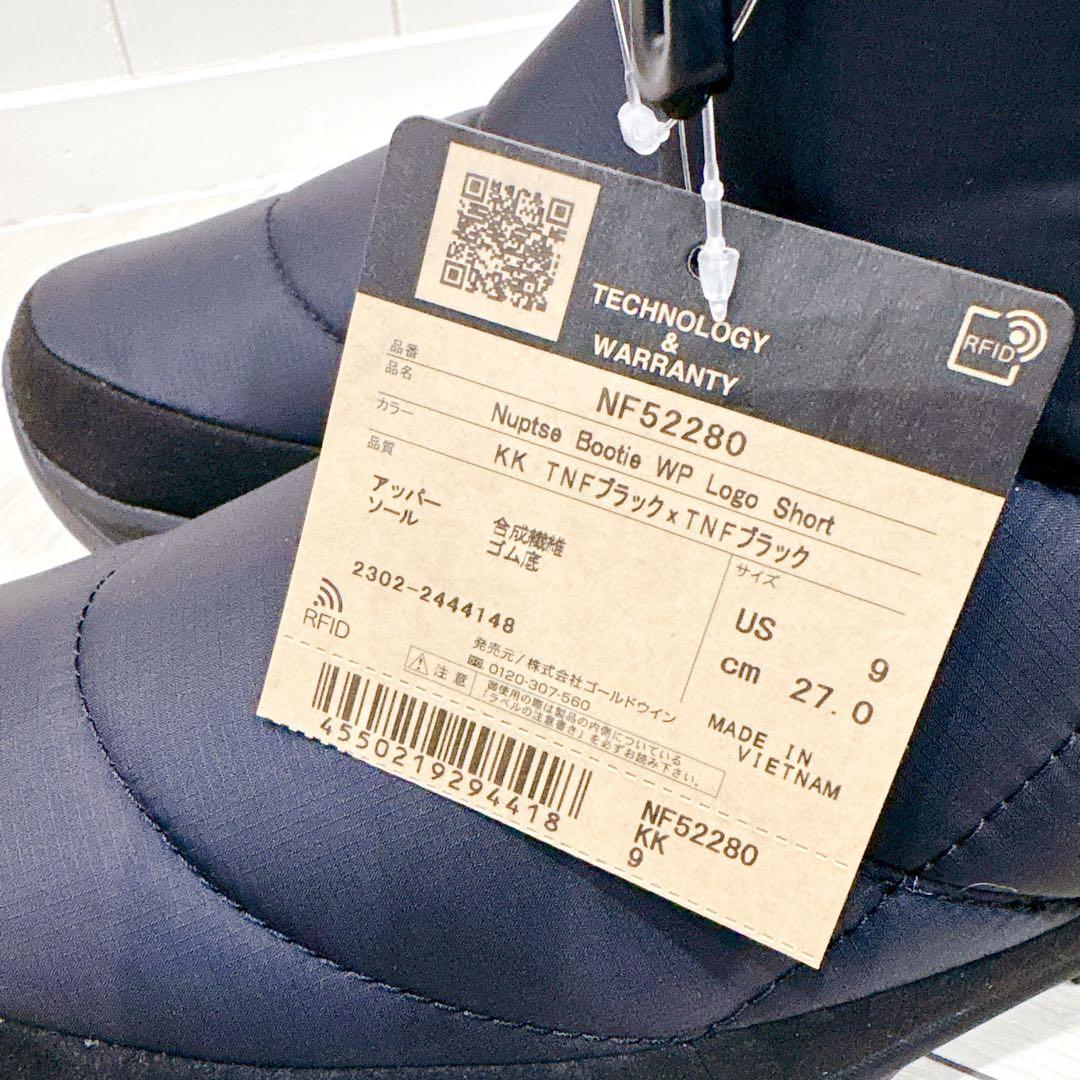 TECHNOLOGY
&
WARRANTY
RFID
品番
NF52280
品名
Nuptse Bootie WP Logo Short
カラー
KK TNFブラックxTNFブラック
品質
アッパー 合成繊維
ソール ゴム底
サイズ
US 9
cm 27.0
2302-2444148
RFID
発売元/株式会社ゴールドウイン
0120-307-560
注意
御使用の際は製品の内側についている
「ラベルの注意書き」を必ずお読み下さい。
MADE IN
VIETNAM
4550219294418
NF52280
KK
9